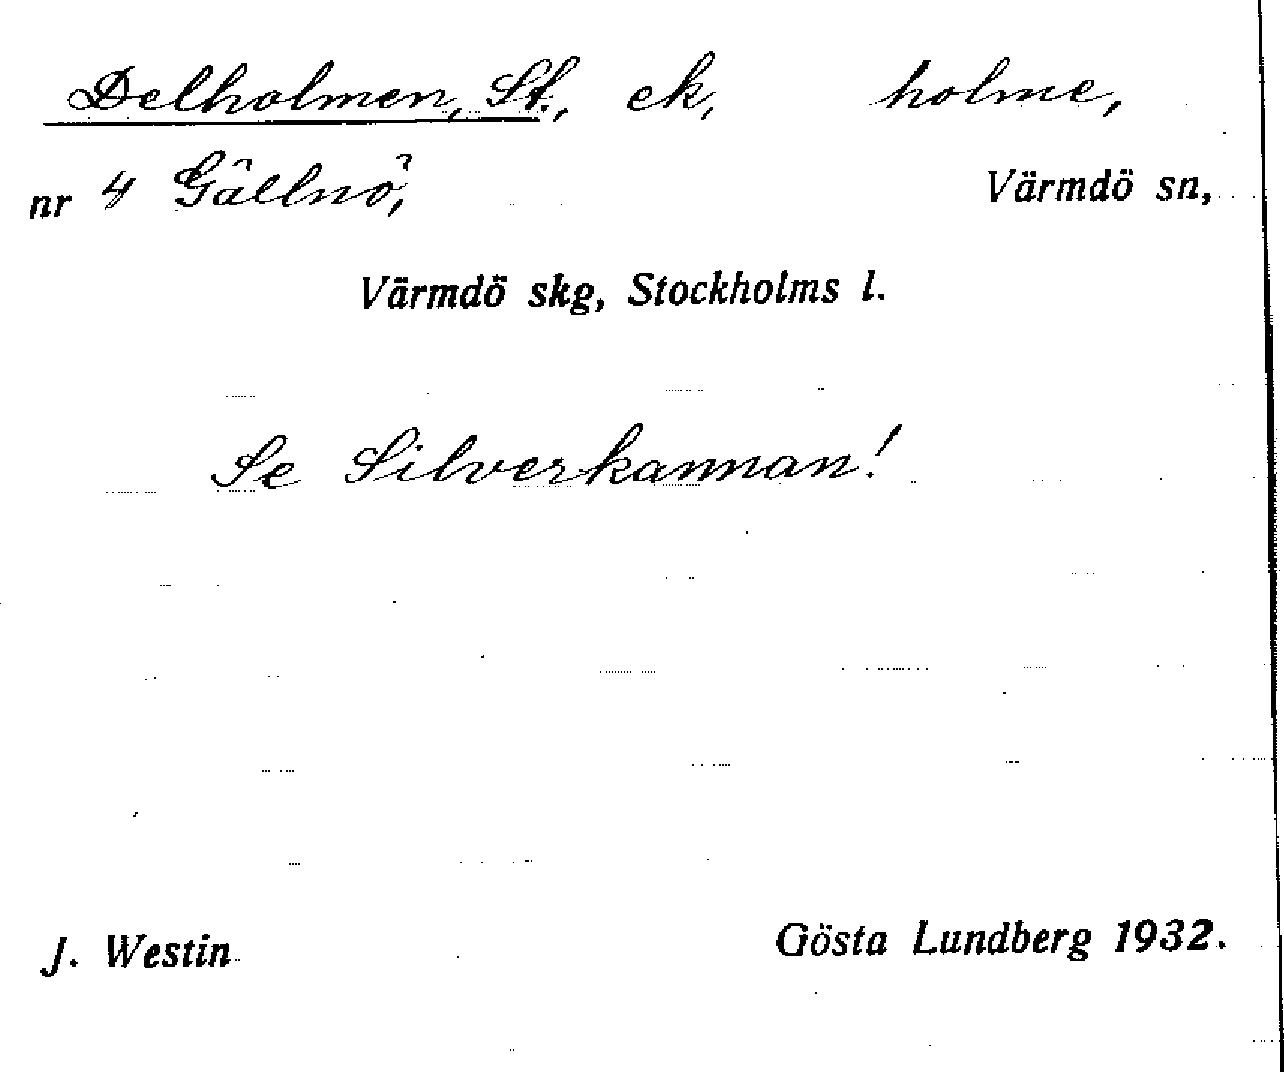 Delholmen, St., ek, holme,
nr 4 Gällnö, Värmdö sn,
Värmdö skg, Stockholms l.
Se Silverkannan!
J. Westin Gösta Lundberg 1932.